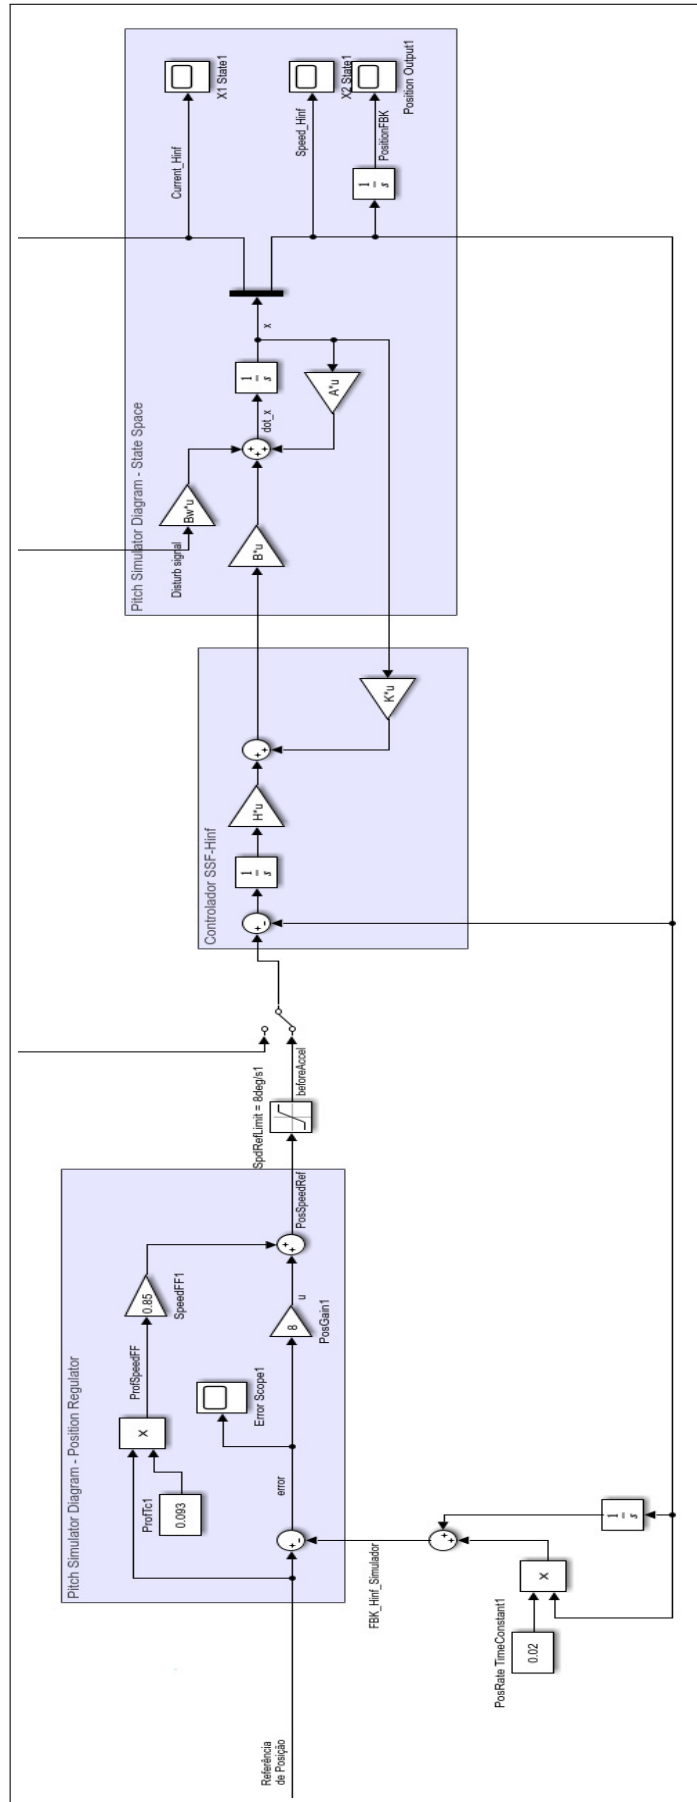 Referência
de Posição
Pitch Simulator Diagram - Position Regulator
ProfTc1
0.093
X
ProfSpeedFF
0.85
SpeedFF1
+-
error
Error Scope1
8
PosGain1
u
++
PosSpeedRef
FBK_Hinf_Simulador
++
PosRate TimeConstant1
0.02
X
1
s
SpdRefLimit = 8deg/s1
beforeAccel
Controlador SSF-Hinf
+-
1
s
H*u
++
K*u
Pitch Simulator Diagram - State Space
Disturb signal
Bw*u
B*u
+++
dot_x
1
s
A*u
x
Current_Hinf
X1 State1
Speed_Hinf
X2 State1
1
s
PositionFBK
Position Output1